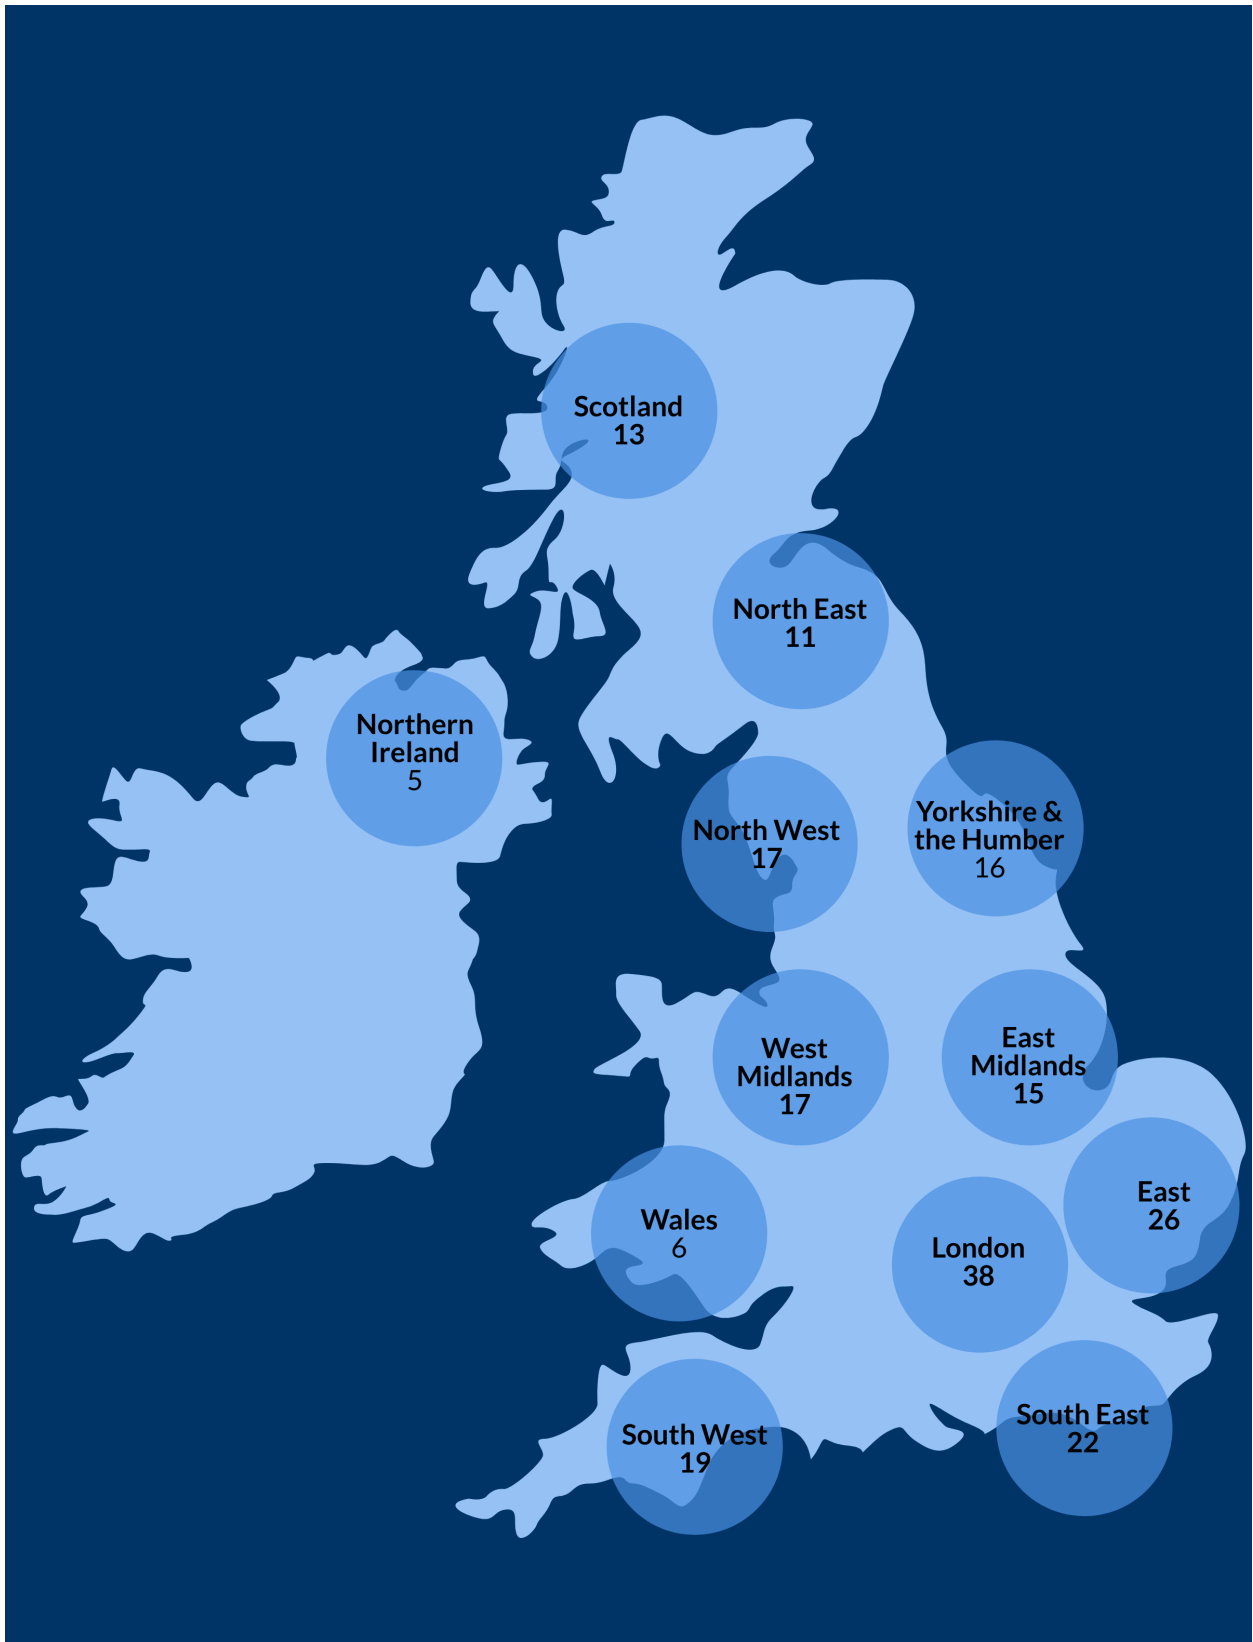 Scotland
13
North East
11
Northern
Ireland
5
North West
17
Yorkshire &
the Humber
16
West
Midlands
17
East
Midlands
15
East
26
Wales
6
London
38
South East
22
South West
19